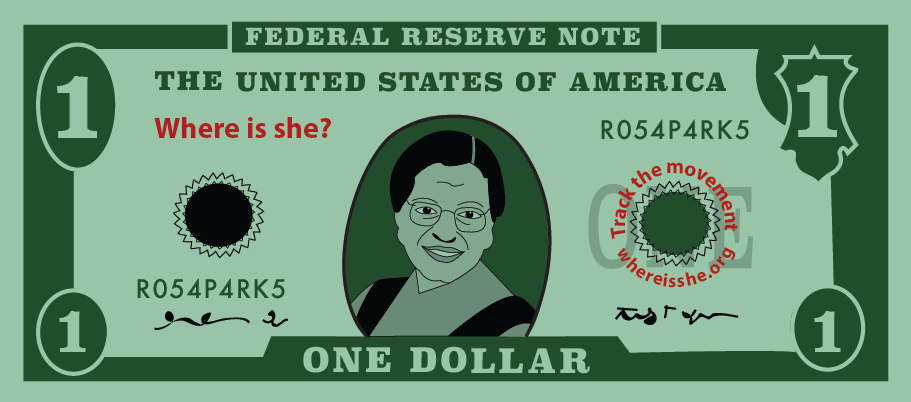 FEDERAL RESERVE NOTE
THE UNITED STATES OF AMERICA
1
1
Where is she?
R054P4RK5
ONE
Track the movement
whereisshe.org
R054P4RK5
1
1
ONE DOLLAR